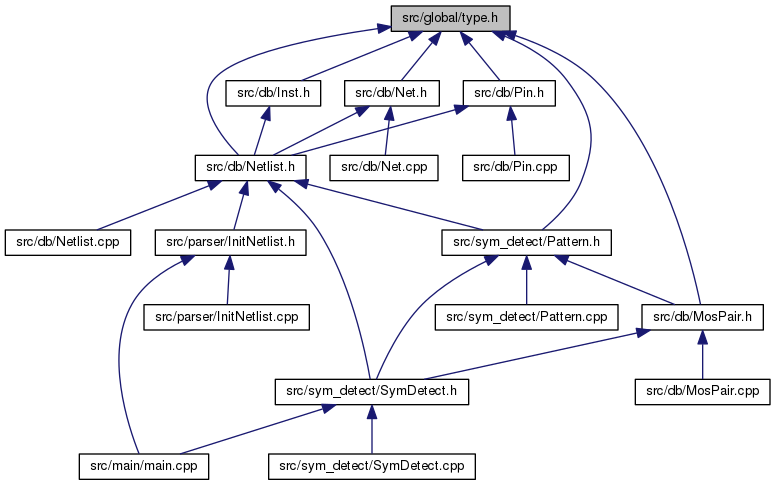 src/global/type.h
src/db/Inst.h
src/db/Net.h
src/db/Pin.h
src/db/Netlist.h
src/db/Net.cpp
src/db/Pin.cpp
src/db/Netlist.cpp
src/parser/InitNetlist.h
src/sym_detect/Pattern.h
src/parser/InitNetlist.cpp
src/sym_detect/Pattern.cpp
src/db/MosPair.h
src/sym_detect/SymDetect.h
src/db/MosPair.cpp
src/main/main.cpp
src/sym_detect/SymDetect.cpp